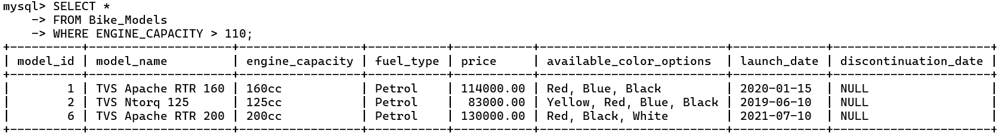 mysql> SELECT *
    -> FROM Bike_Models
    -> WHERE ENGINE_CAPACITY > 110;
+----------+--------------------+-----------------+-----------+-----------+--------------------------+-------------+----------------------+
| model_id | model_name         | engine_capacity | fuel_type | price     | available_color_options  | launch_date | discontinuation_date |
+----------+--------------------+-----------------+-----------+-----------+--------------------------+-------------+----------------------+
|        1 | TVS Apache RTR 160 | 160cc           | Petrol    | 114000.00 | Red, Blue, Black         | 2020-01-15  | NULL                 |
|        2 | TVS Ntorq 125      | 125cc           | Petrol    |  83000.00 | Yellow, Red, Blue, Black | 2019-06-10  | NULL                 |
|        6 | TVS Apache RTR 200 | 200cc           | Petrol    | 130000.00 | Red, Black, White        | 2021-07-10  | NULL                 |
+----------+--------------------+-----------------+-----------+-----------+--------------------------+-------------+----------------------+